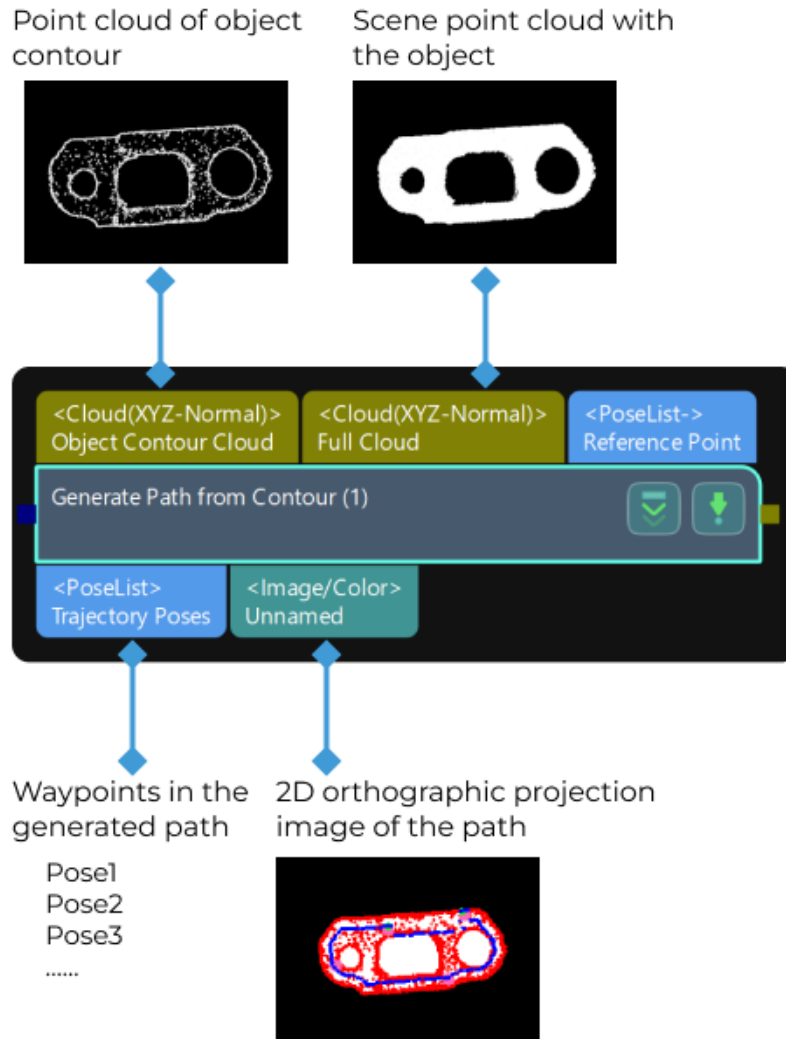 Point cloud of object
contour
Scene point cloud with
the object
<Cloud(XYZ-Normal)>
Object Contour Cloud
<Cloud(XYZ-Normal)>
Full Cloud
<PoseList->
Reference Point
Generate Path from Contour (1)
<PoseList>
Trajectory Poses
<Image/Color>
Unnamed
Waypoints in the
generated path
Pose1
Pose2
Pose3
......
2D orthographic projection
image of the path